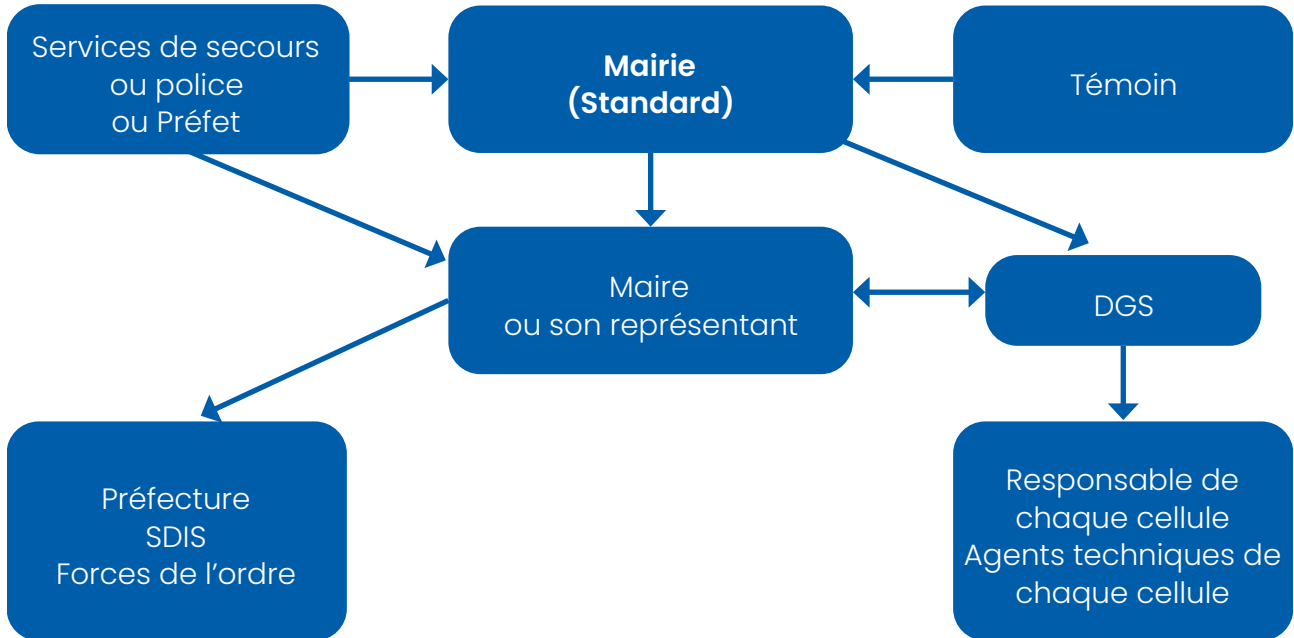 Services de secours
ou police
ou Préfet
Mairie
(Standard)
Témoin
Maire
ou son représentant
DGS
Préfecture
SDIS
Forces de l’ordre
Responsable de
chaque cellule
Agents techniques de
chaque cellule